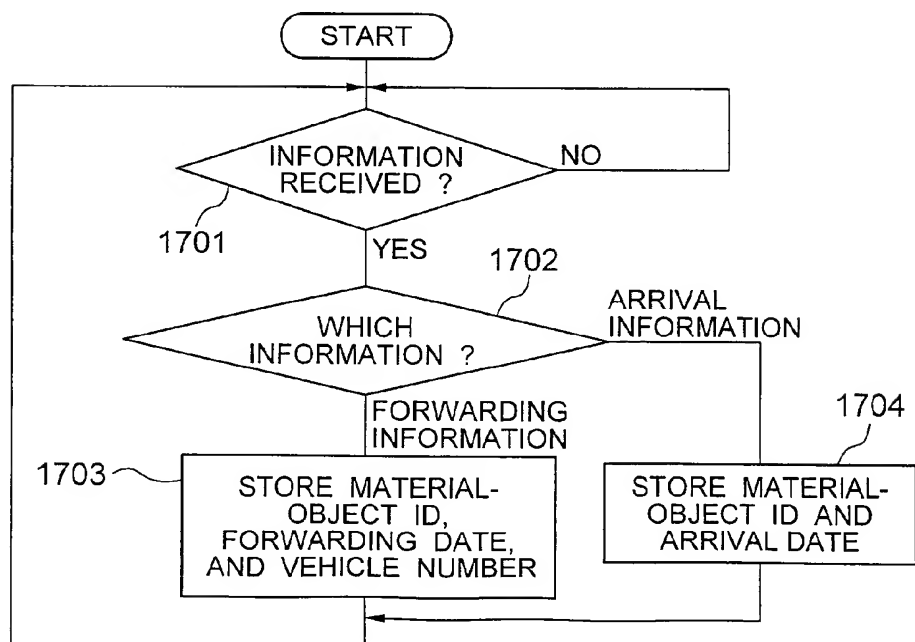 START
INFORMATION
RECEIVED ?
NO
1701
YES
1702
WHICH
INFORMATION ?
ARRIVAL
INFORMATION
FORWARDING
INFORMATION
1703
STORE MATERIAL-
OBJECT ID,
FORWARDING DATE,
AND VEHICLE NUMBER
1704
STORE MATERIAL-
OBJECT ID AND
ARRIVAL DATE